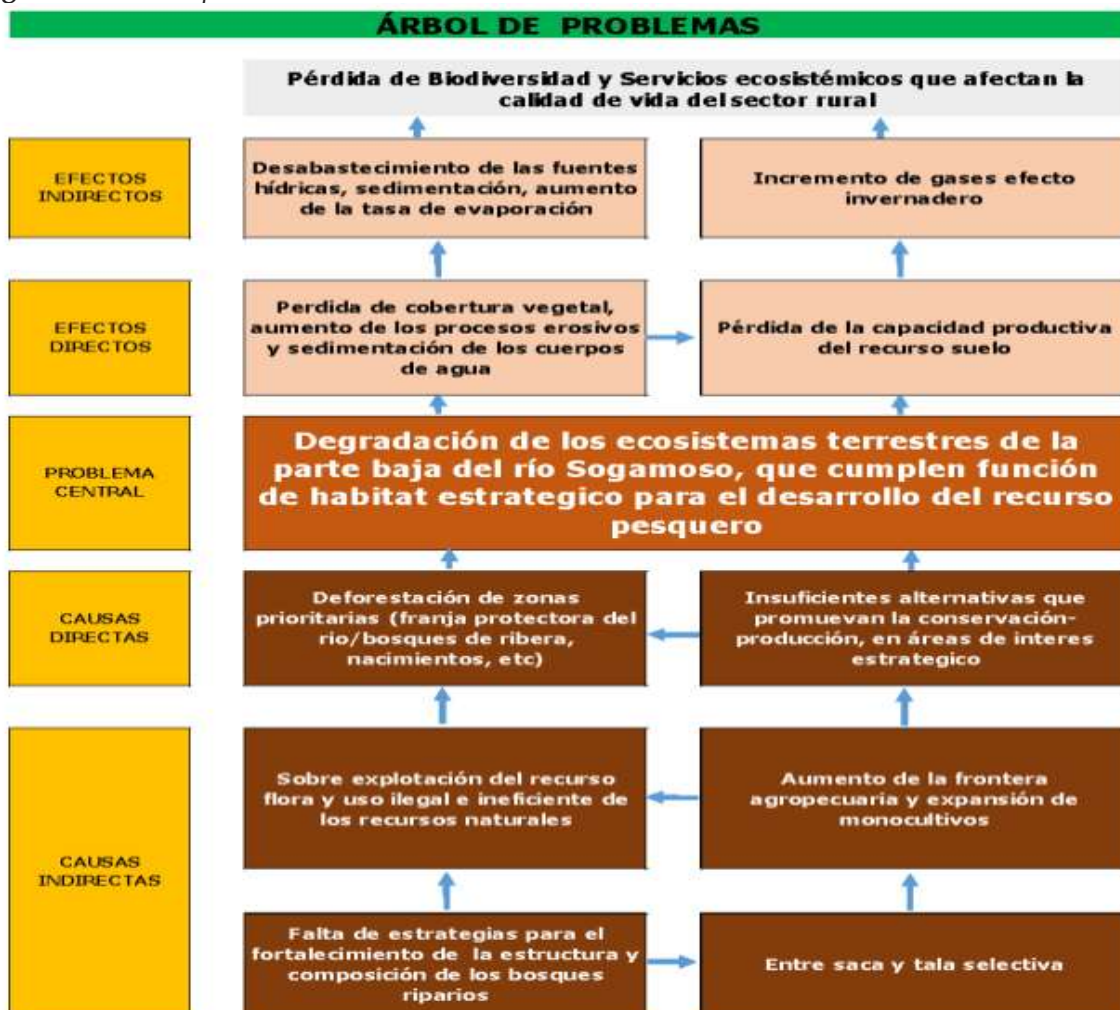 ÁRBOL DE PROBLEMAS
Pérdida de Biodiversidad y Servicios ecosistémicos que afectan la
calidad de vida del sector rural
EFECTOS
INDIRECTOS
Desabastecimiento de las fuentes
hídricas, sedimentación, aumento
de la tasa de evaporación
Incremento de gases efecto
invernadero
EFECTOS
DIRECTOS
Perdida de cobertura vegetal,
aumento de los procesos erosivos
y sedimentación de los cuerpos
de agua
Pérdida de la capacidad productiva
del recurso suelo
PROBLEMA
CENTRAL
Degradación de los ecosistemas terrestres de la
parte baja del río Sogamoso, que cumplen función
de habitat estrategico para el desarrollo del recurso
pesquero
CAUSAS
DIRECTAS
Deforestación de zonas
prioritarias (franja protectora del
rio/bosques de ribera,
nacimientos, etc)
Insuficientes alternativas que
promuevan la conservación-
producción, en áreas de interes
estrategico
CAUSAS
INDIRECTAS
Sobre explotación del recurso
flora y uso ilegal e ineficiente de
los recursos naturales
Aumento de la frontera
agropecuaria y expansión de
monocultivos
Falta de estrategias para el
fortalecimiento de la estructura y
composición de los bosques
riparios
Entre saca y tala selectiva